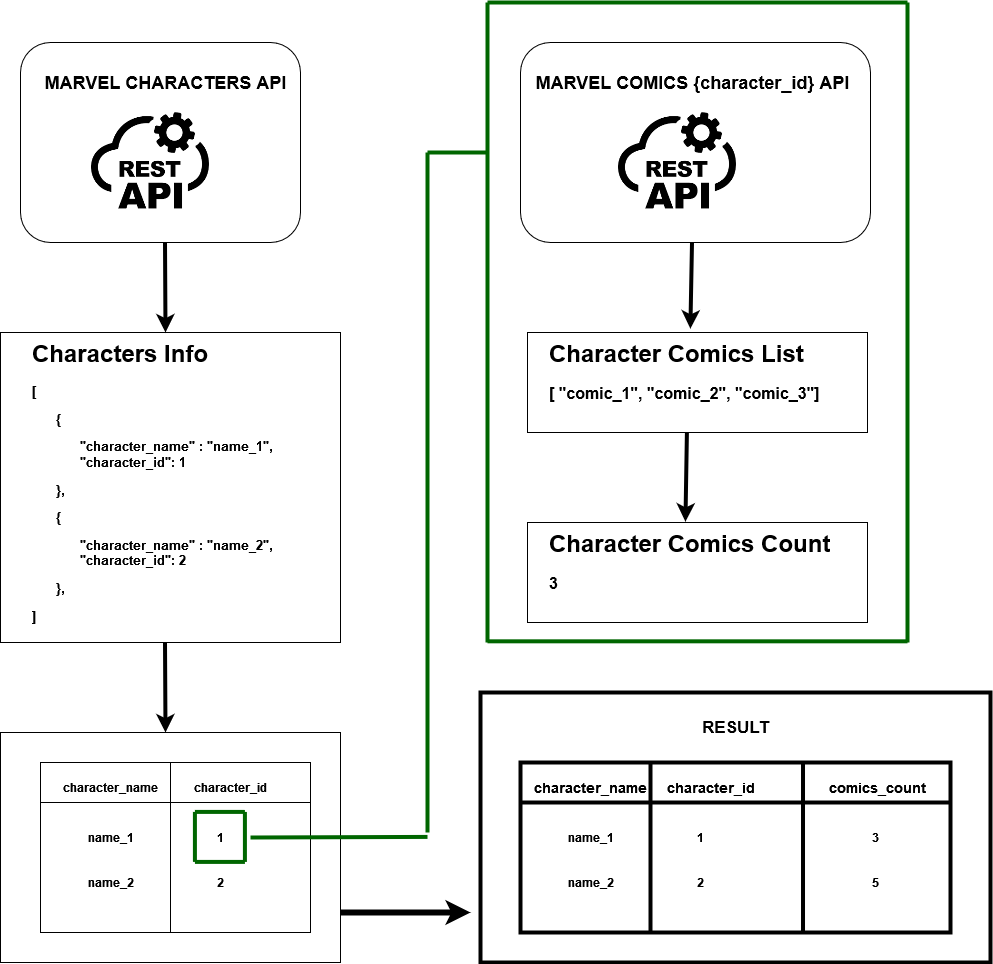 MARVEL CHARACTERS API
REST
API
Characters Info
[
{
"character_name" : "name_1",
"character_id": 1
},
{
"character_name" : "name_2",
"character_id": 2
},
]
character_name character_id
name_1 1
name_2 2
MARVEL COMICS {character_id} API
REST
API
Character Comics List
[ "comic_1", "comic_2", "comic_3"]
Character Comics Count
3
RESULT
character_name character_id comics_count
name_1 1 3
name_2 2 5